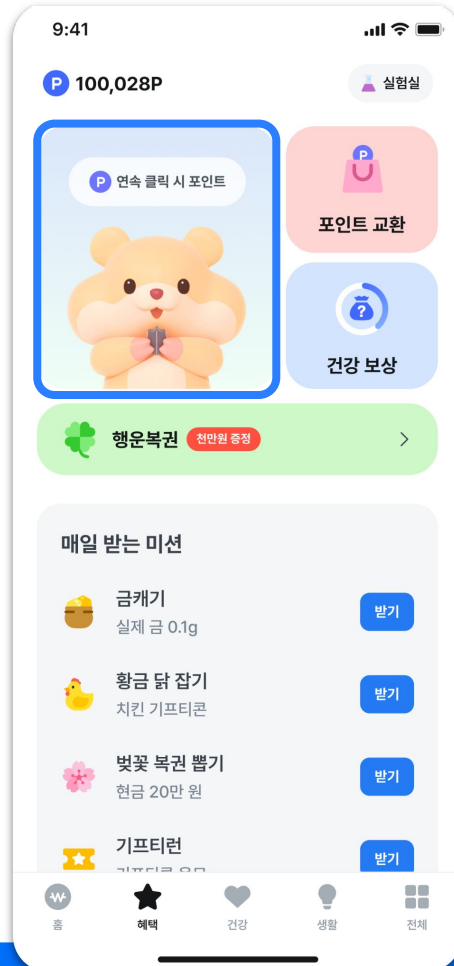 9:41
P 100,028P
실험실
P 연속 클릭 시 포인트
P
포인트 교환
?
건강 보상
행운복권 천만원 증정
매일 받는 미션
금캐기
실제 금 0.1g
받기
황금 닭 잡기
치킨 기프티콘
받기
벚꽃 복권 뽑기
현금 20만 원
받기
기프티런
받기
₩
홈
혜택
건강
생활
전체